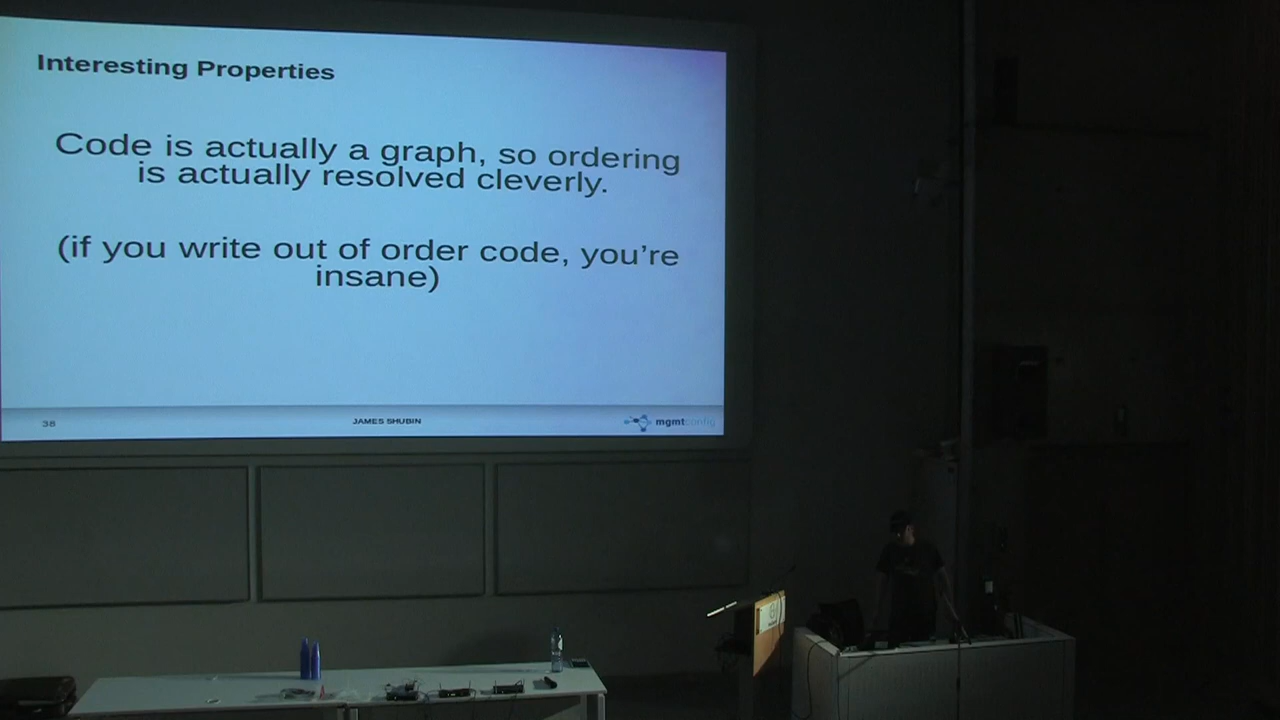 Interesting Properties
Code is actually a graph, so ordering
is actually resolved cleverly.
(if you write out of order code, you’re
insane)
38
JAMES SHUBIN
mgmtconfig